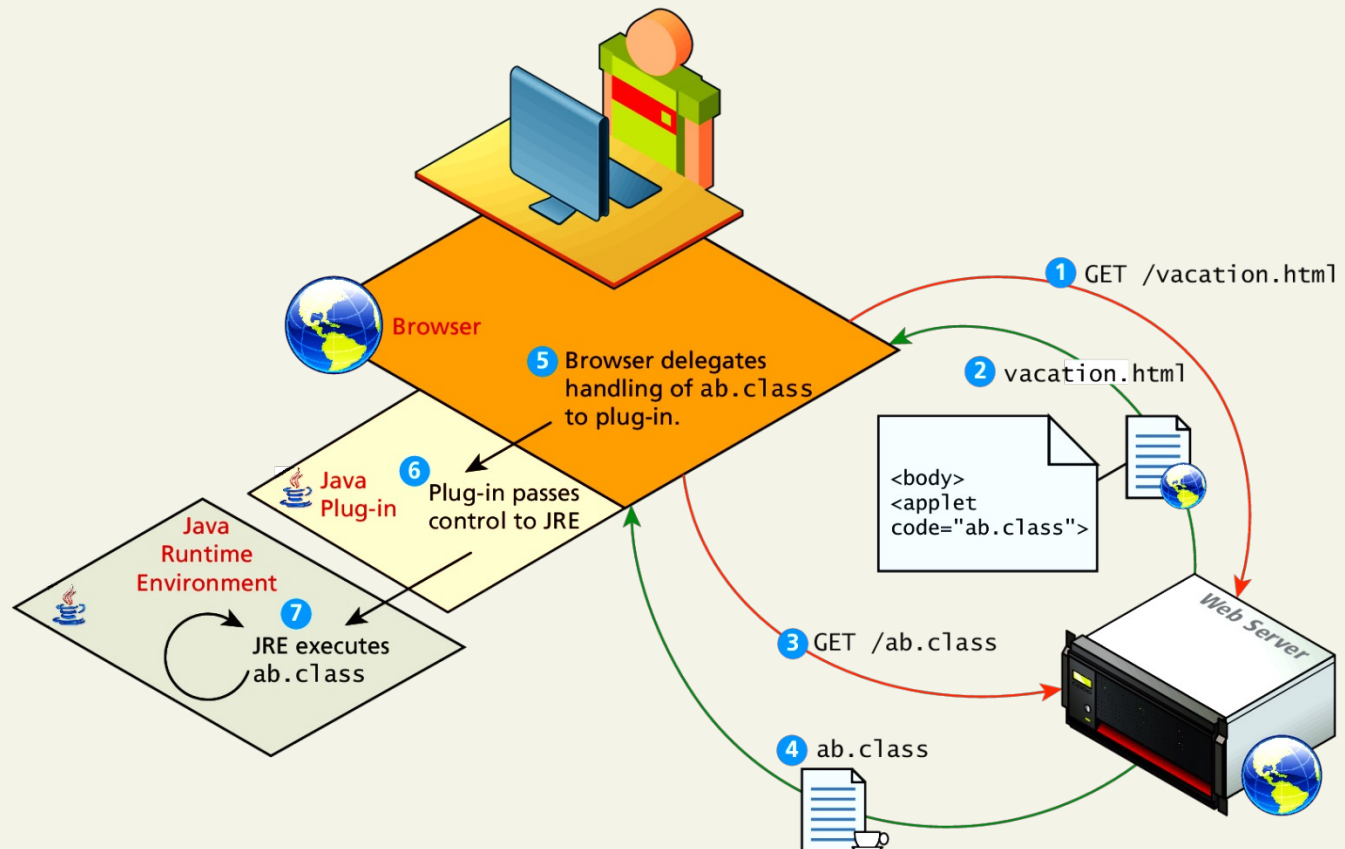 1 GET /vacation.html
2 vacation.html
<body>
<applet
code="ab.class">
Web Server
3 GET /ab.class
4 ab.class
Browser
5 Browser delegates
handling of ab.class
to plug-in.
Java
Plug-in
6
Plug-in passes
control to JRE
Java
Runtime
Environment
7
JRE executes
ab.class